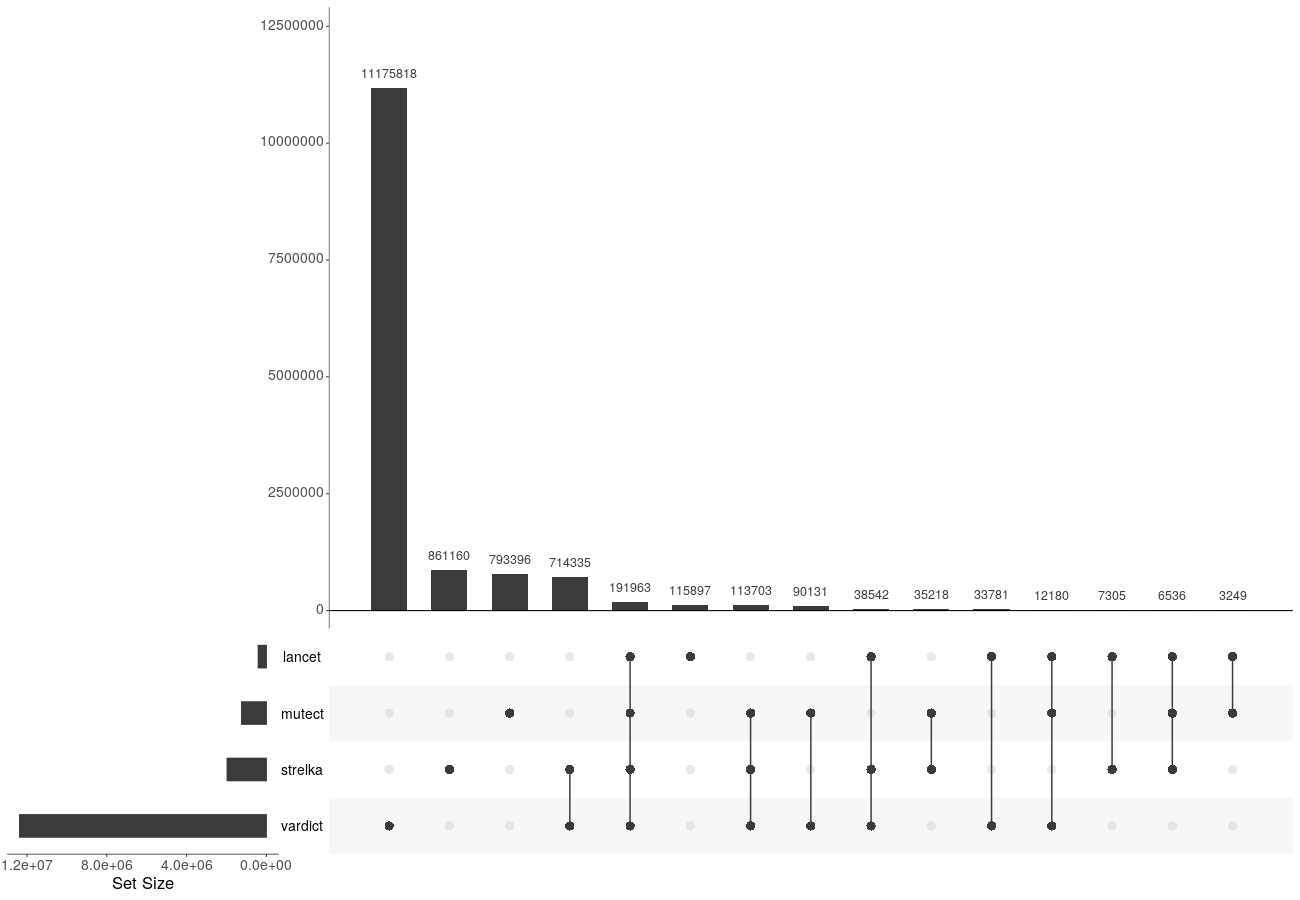 12500000
11175818
10000000
7500000
5000000
2500000
861160 793396 714335 191963 115897 113703 90131 38542 35218 33781 12180 7305 6536 3249
0
lancet
mutect
strelka
vardict
1.2e+07 8.0e+06 4.0e+06 0.0e+00
Set Size